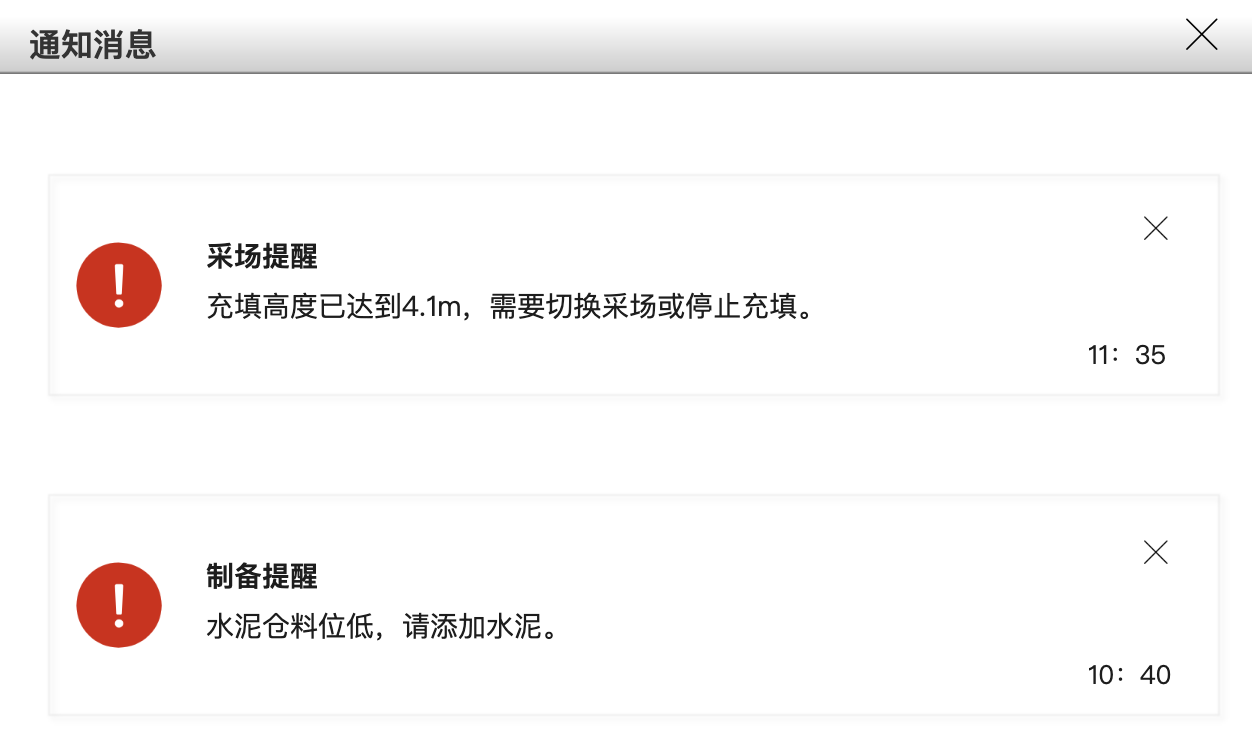 通知消息
采场提醒
充填高度已达到4.1m，需要切换采场或停止充填。
11：35
制备提醒
水泥仓料位低，请添加水泥。
10：40